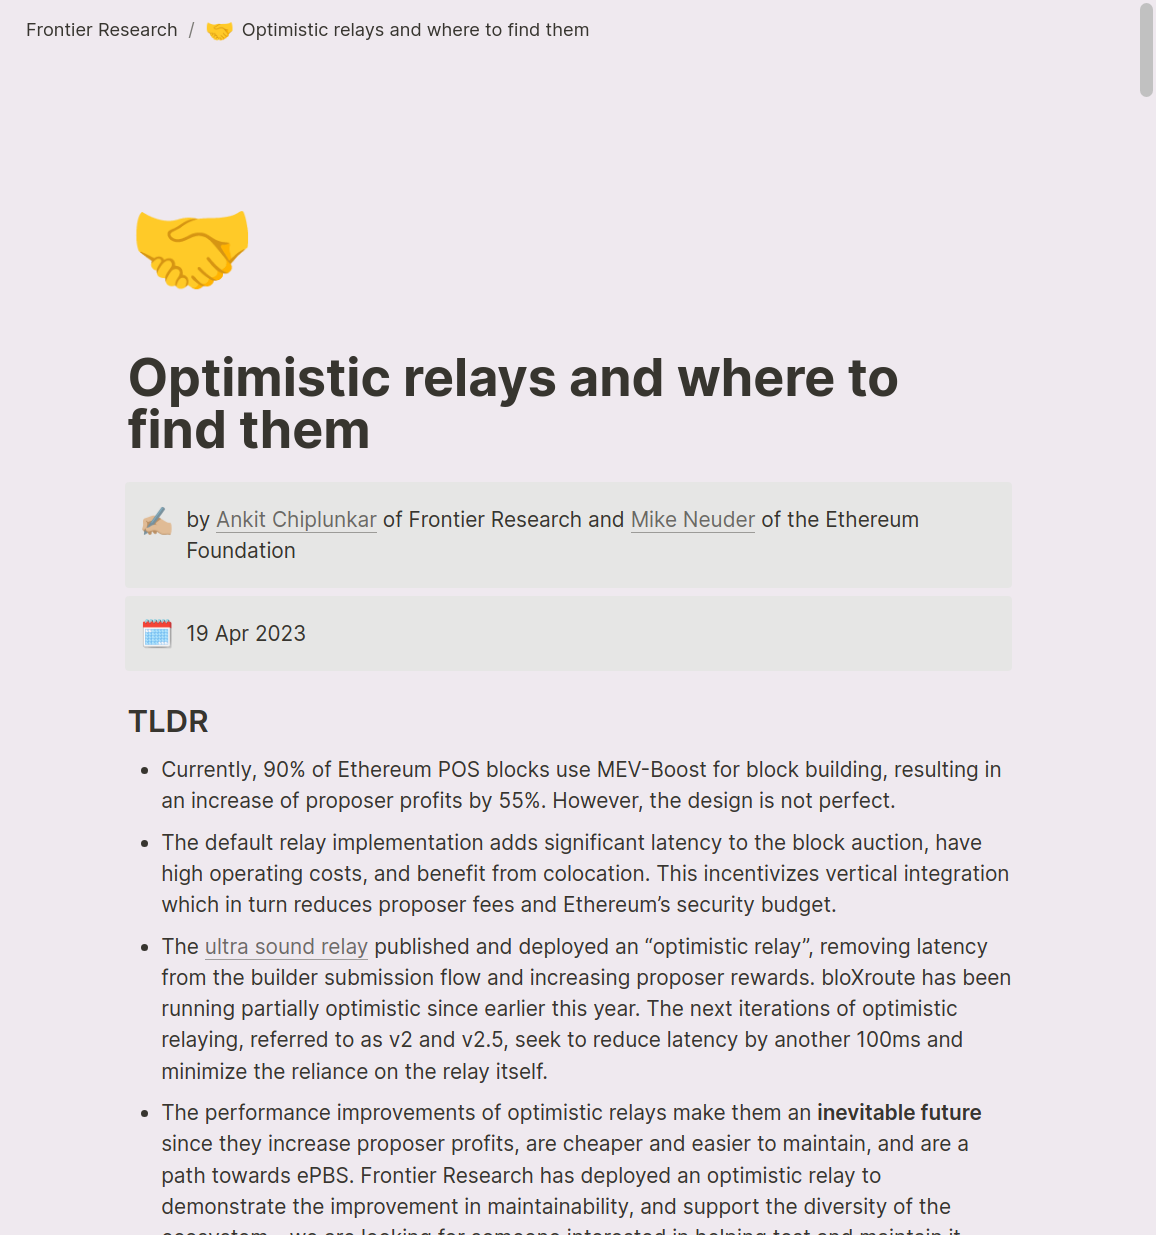 Frontier Research / Optimistic relays and where to find them
Optimistic relays and where to
find them
by Ankit Chiplunkar of Frontier Research and Mike Neuder of the Ethereum
Foundation
19 Apr 2023
TLDR
• Currently, 90% of Ethereum POS blocks use MEV-Boost for block building, resulting in
an increase of proposer profits by 55%. However, the design is not perfect.
• The default relay implementation adds significant latency to the block auction, have
high operating costs, and benefit from colocation. This incentivizes vertical integration
which in turn reduces proposer fees and Ethereum’s security budget.
• The ultra sound relay published and deployed an “optimistic relay”, removing latency
from the builder submission flow and increasing proposer rewards. bloXroute has been
running partially optimistic since earlier this year. The next iterations of optimistic
relaying, referred to as v2 and v2.5, seek to reduce latency by another 100ms and
minimize the reliance on the relay itself.
• The performance improvements of optimistic relays make them an inevitable future
since they increase proposer profits, are cheaper and easier to maintain, and are a
path towards ePBS. Frontier Research has deployed an optimistic relay to
demonstrate the improvement in maintainability, and support the diversity of the